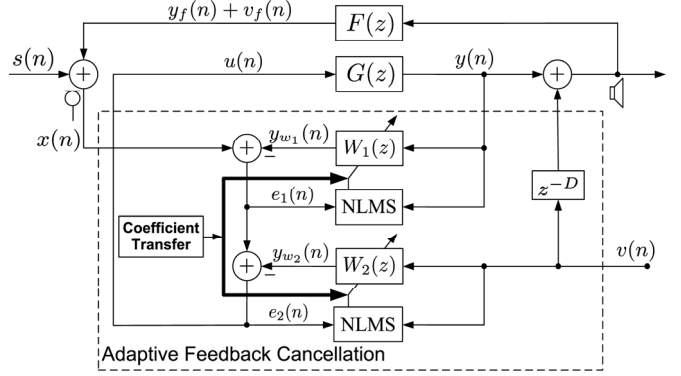 y_f(n) + v_f(n)
F(z)
s(n)
+
u(n)
G(z)
y(n)
+
x(n)
+
−
y_{w_1}(n)
W_1(z)
z^{−D}
e_1(n)
NLMS
Coefficient
Transfer
+
−
y_{w_2}(n)
W_2(z)
v(n)
e_2(n)
NLMS
Adaptive Feedback Cancellation